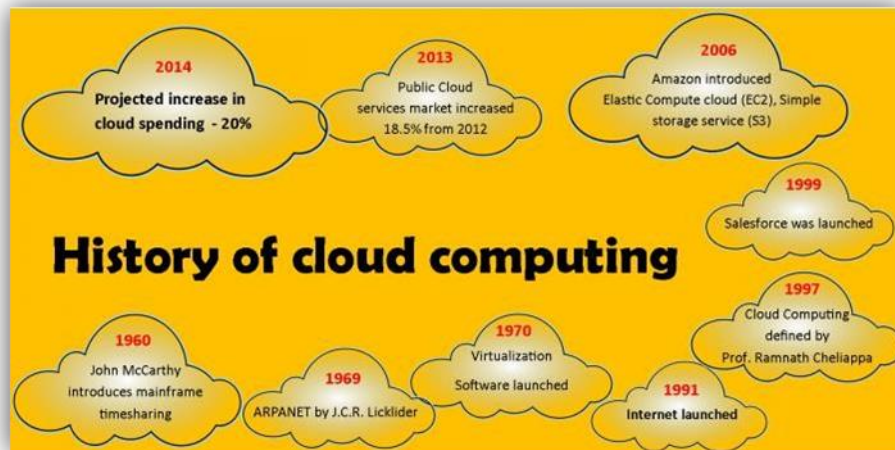 2014
Projected increase in
cloud spending - 20%
2013
Public Cloud
services market increased
18.5% from 2012
2006
Amazon introduced
Elastic Compute cloud (EC2), Simple
storage service (S3)
1999
Salesforce was launched
History of cloud computing
1997
Cloud Computing
defined by
Prof. Ramnath Cheliappa
1960
John McCarthy
introduces mainframe
timesharing
1969
ARPANET by J.C.R. Licklider
1970
Virtualization
Software launched
1991
Internet launched